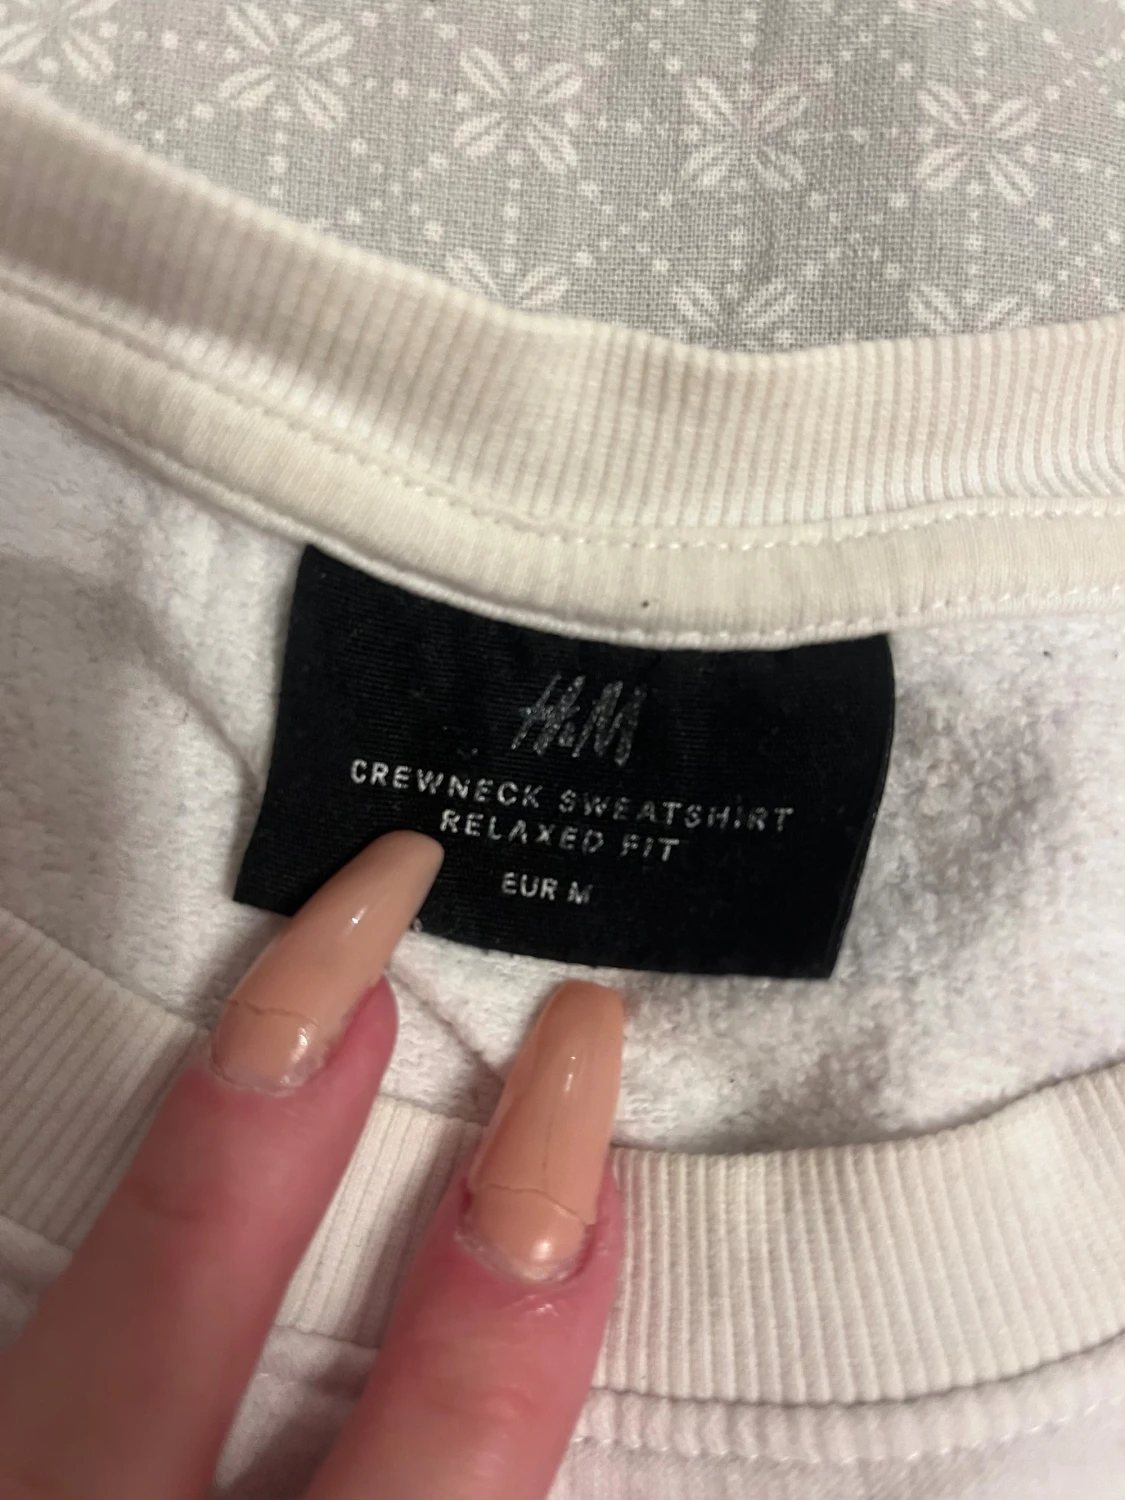 H&M
CREWNECK SWEATSHIRT
RELAXED FIT
EUR M